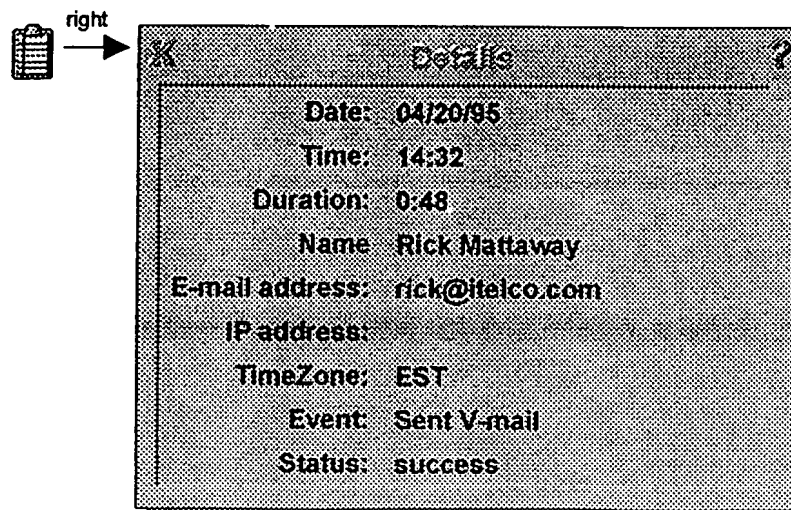 right
X Details ?
Date: 04/20/95
Time: 14:32
Duration: 0:48
Name Rick Mattaway
E-mail address: rick@itelco.com
IP address:
TimeZone: EST
Event: Sent V-mail
Status: success